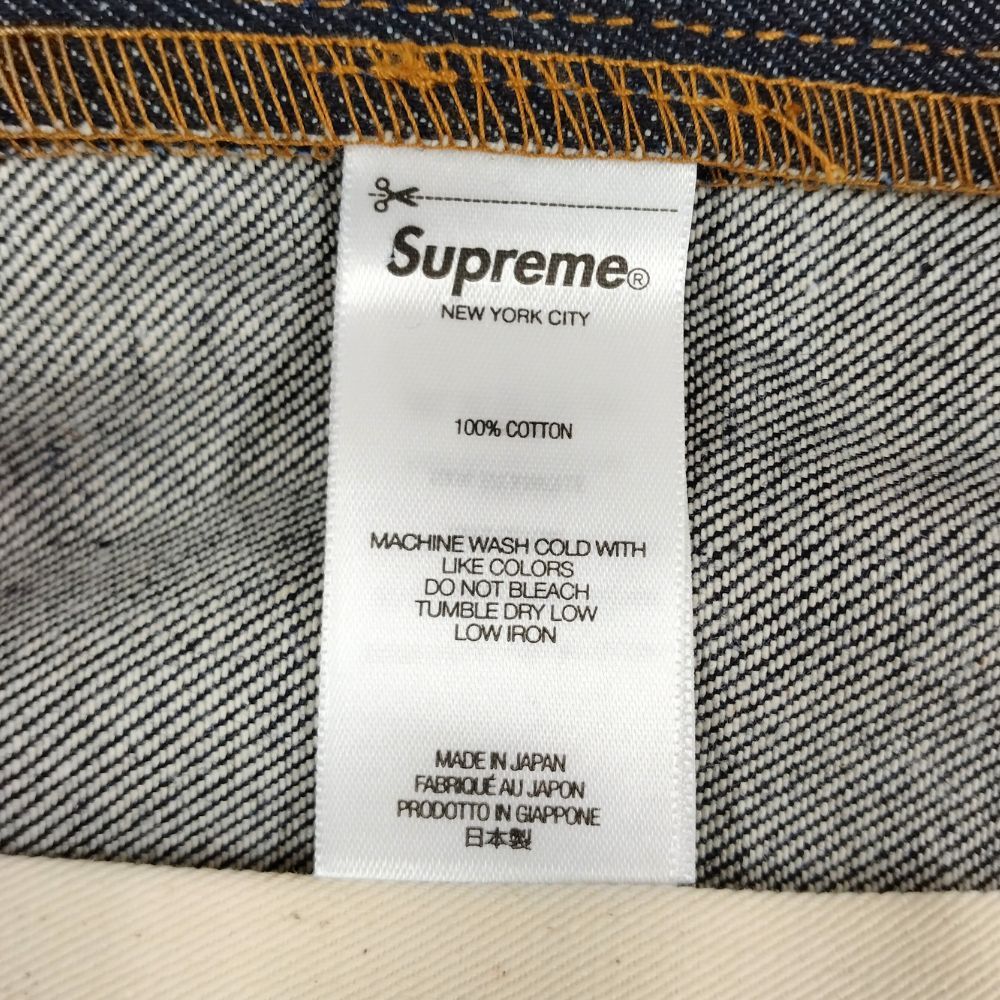 Supreme®
NEW YORK CITY
100% COTTON
MACHINE WASH COLD WITH
LIKE COLORS
DO NOT BLEACH
TUMBLE DRY LOW
LOW IRON
MADE IN JAPAN
FABRIQUÉ AU JAPON
PRODOTTO IN GIAPPONE
日本製